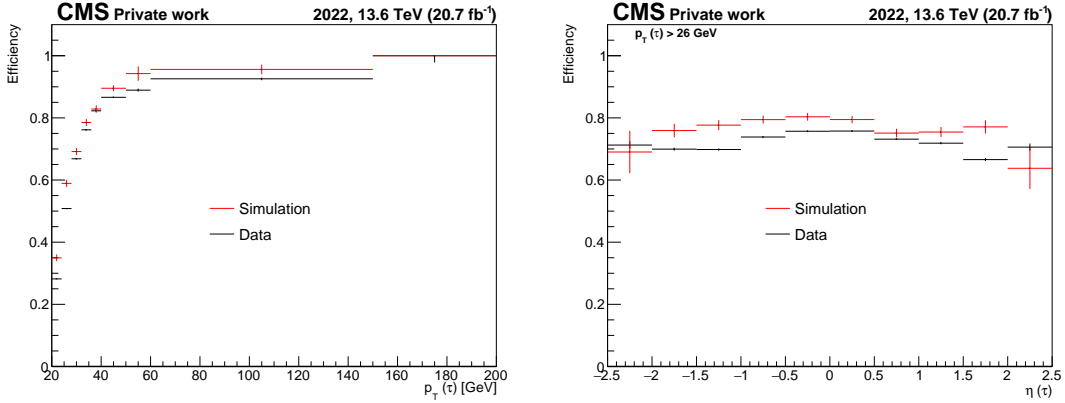 CMS Private work 2022, 13.6 TeV (20.7 fb⁻¹)
Efficiency
1
0.8
0.6
0.4
0.2
0
Simulation
Data
20 40 60 80 100 120 140 160 180 200
p_T (τ) [GeV]
CMS Private work 2022, 13.6 TeV (20.7 fb⁻¹)
p_T (τ) > 26 GeV
Efficiency
1
0.8
0.6
0.4
0.2
0
Simulation
Data
−2.5 −2 −1.5 −1 −0.5 0 0.5 1 1.5 2 2.5
η (τ)